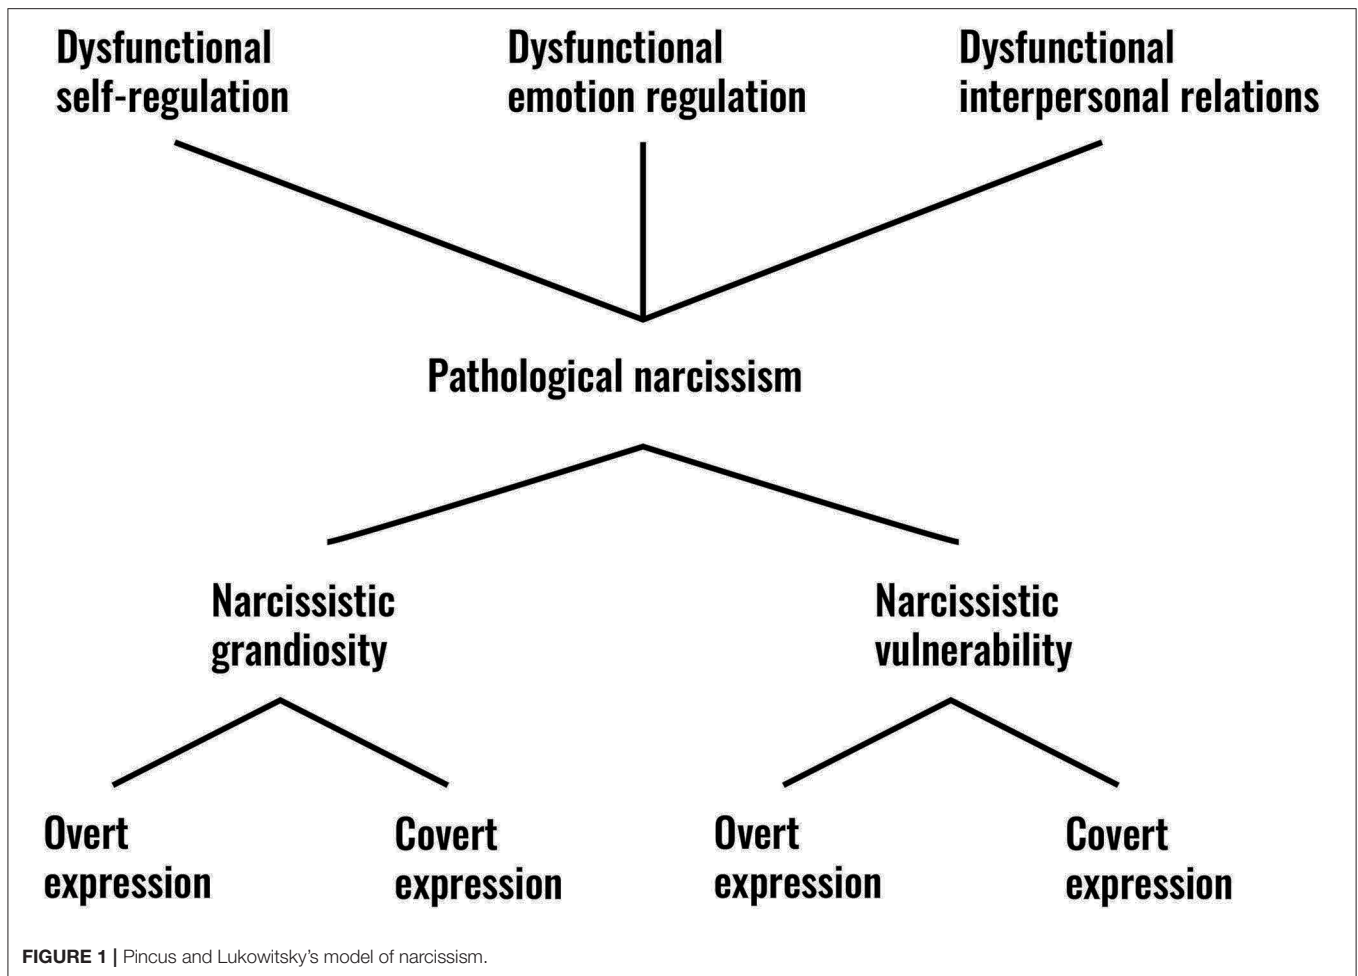 Dysfunctional
self-regulation
Dysfunctional
emotion regulation
Dysfunctional
interpersonal relations
Pathological narcissism
Narcissistic
grandiosity
Narcissistic
vulnerability
Overt
expression
Covert
expression
Overt
expression
Covert
expression
FIGURE 1 | Pincus and Lukowitsky’s model of narcissism.